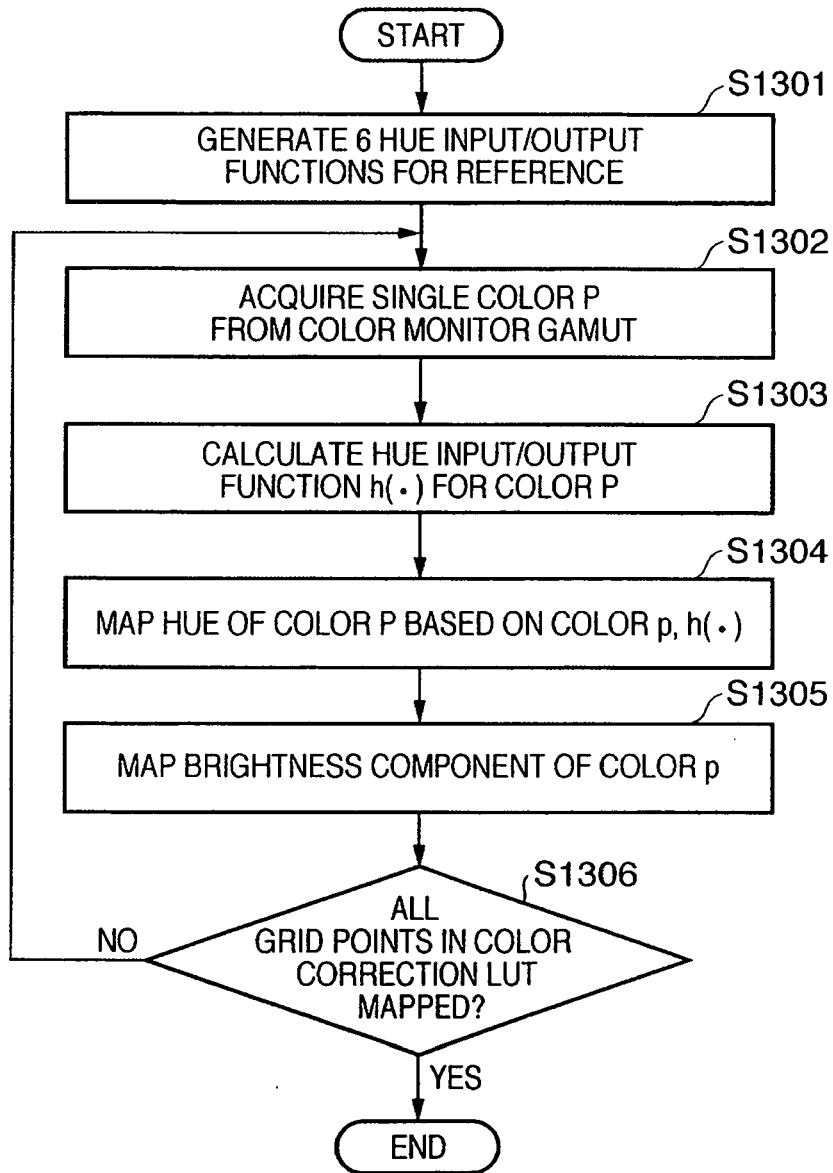 START
S1301
GENERATE 6 HUE INPUT/OUTPUT
FUNCTIONS FOR REFERENCE
S1302
ACQUIRE SINGLE COLOR P
FROM COLOR MONITOR GAMUT
S1303
CALCULATE HUE INPUT/OUTPUT
FUNCTION h(·) FOR COLOR P
S1304
MAP HUE OF COLOR P BASED ON COLOR p, h(·)
S1305
MAP BRIGHTNESS COMPONENT OF COLOR p
S1306
ALL
GRID POINTS IN COLOR
CORRECTION LUT
MAPPED?
NO
YES
END